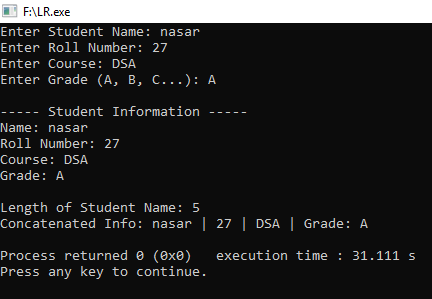 F:\LR.exe
Enter Student Name: nasar
Enter Roll Number: 27
Enter Course: DSA
Enter Grade (A, B, C...): A
----- Student Information -----
Name: nasar
Roll Number: 27
Course: DSA
Grade: A
Length of Student Name: 5
Concatenated Info: nasar | 27 | DSA | Grade: A
Process returned 0 (0x0)   execution time : 31.111 s
Press any key to continue.